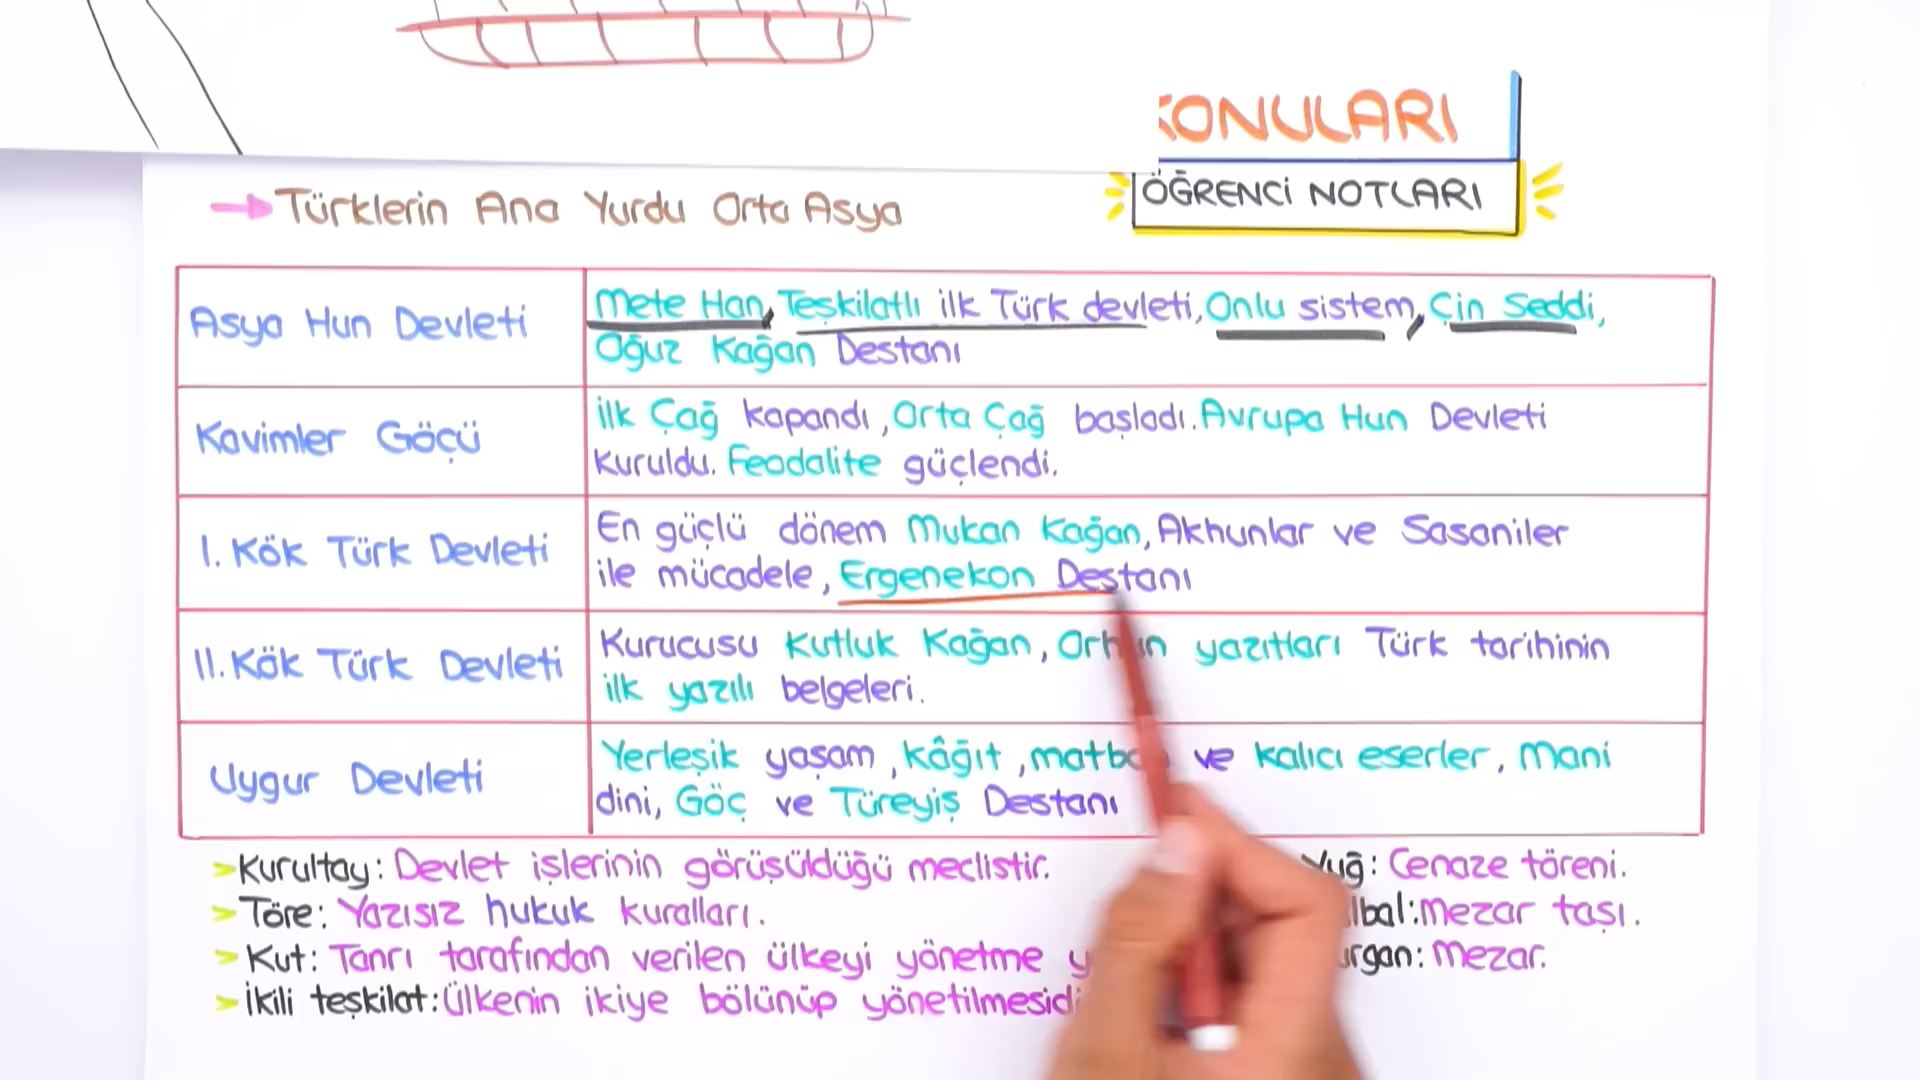 KONULARI
ÖĞRENCİ NOTLARI
Türklerin Ana Yurdu Orta Asya
Asya Hun Devleti
Mete Han, Teşkilatlı ilk Türk devleti, Onlu sistem, Çin Seddi,
Oğuz Kağan Destanı
Kavimler Göçü
İlk Çağ kapandı, Orta Çağ başladı. Avrupa Hun Devleti
kuruldu. Feodalite güçlendi.
I. Kök Türk Devleti
En güçlü dönem Mukan Kağan, Akhunlar ve Sasaniler
ile mücadele, Ergenekon Destanı
II. Kök Türk Devleti
Kurucusu Kutluk Kağan, Orhun yazıtları Türk tarihinin
ilk yazılı belgeleri.
Uygur Devleti
Yerleşik yaşam, kâğıt, ve kalıcı eserler, Mani
dini, Göç ve Türeyiş Destanı
>Kurultay: Devlet işlerinin görüşüldüğü meclistir.
>Töre: Yazısız hukuk kuralları.
>Kut: Tanrı tarafından verilen ülkeyi yönetme
>İkili teşkilat: Ülkenin ikiye bölünüp
Yuğ: Cenaze töreni.
mezar taşı.
mezar.